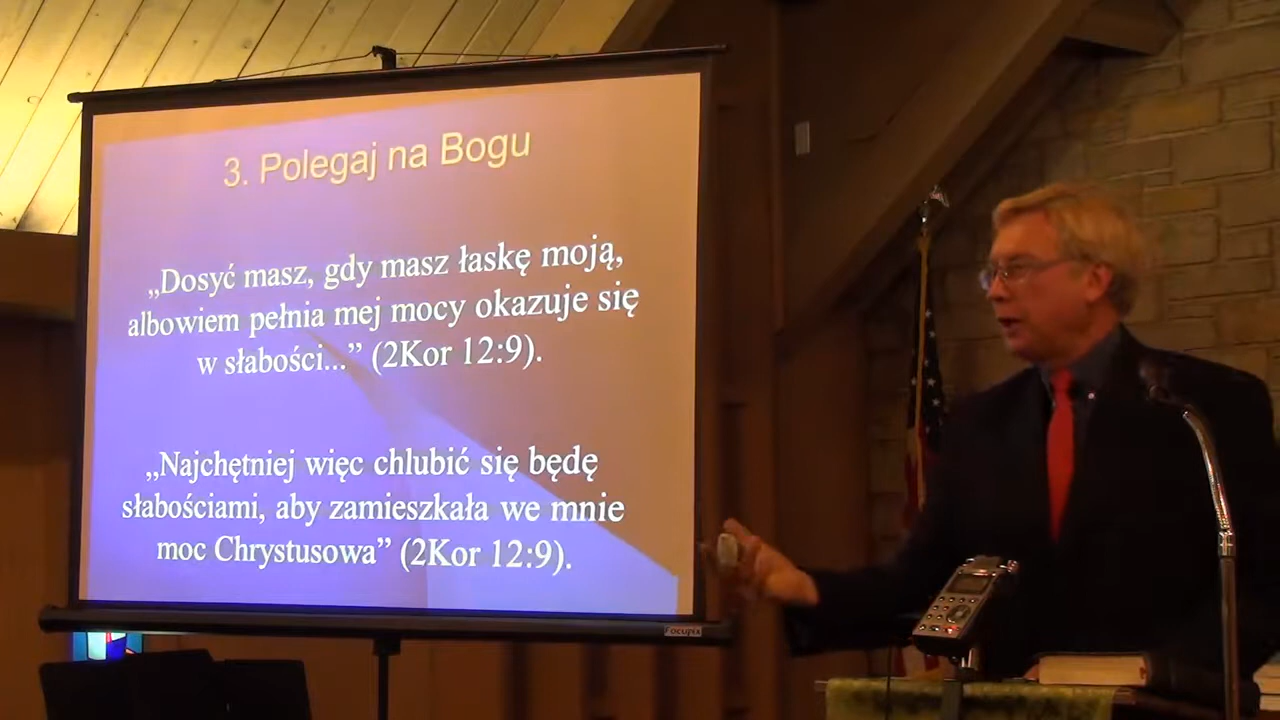 3. Polegaj na Bogu
„Dosyć masz, gdy masz łaskę moją,
albowiem pełnia mej mocy okazuje się
w słabości...” (2Kor 12:9).
„Najchętniej więc chlubić się będę
słabościami, aby zamieszkała we mnie
moc Chrystusowa” (2Kor 12:9).